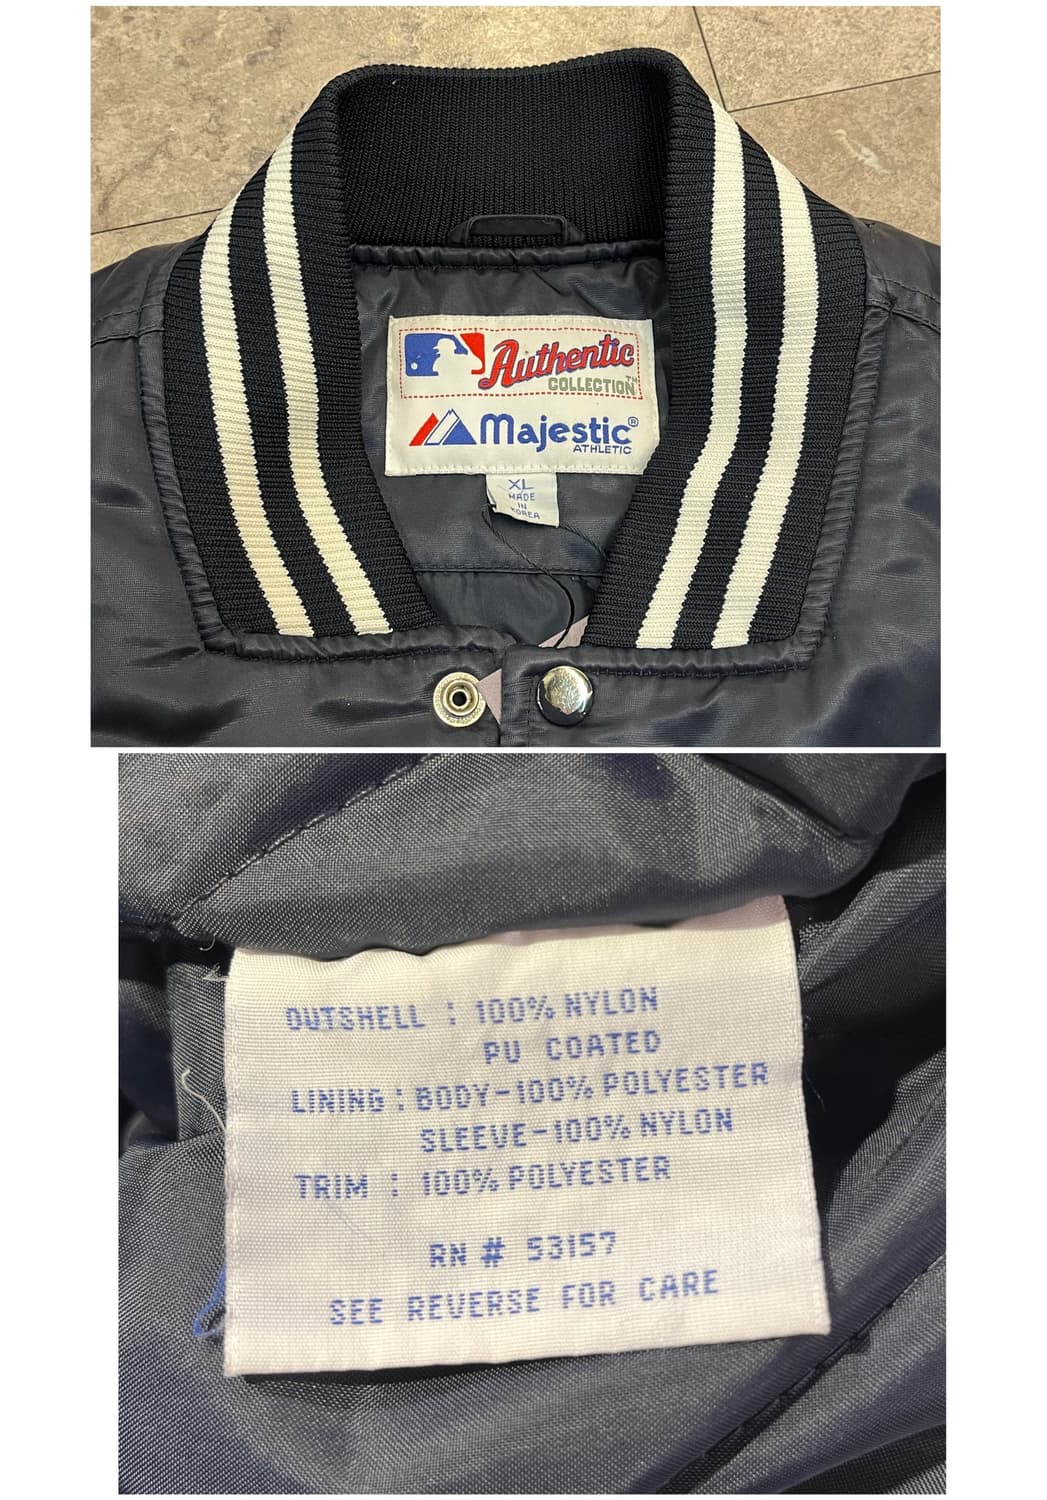 Authentic
COLLECTION™
Majestic®
ATHLETIC
XL
MADE
IN
KOREA
OUTSHELL : 100% NYLON
PU COATED
LINING : BODY-100% POLYESTER
SLEEVE-100% NYLON
TRIM : 100% POLYESTER
RN # 53157
SEE REVERSE FOR CARE